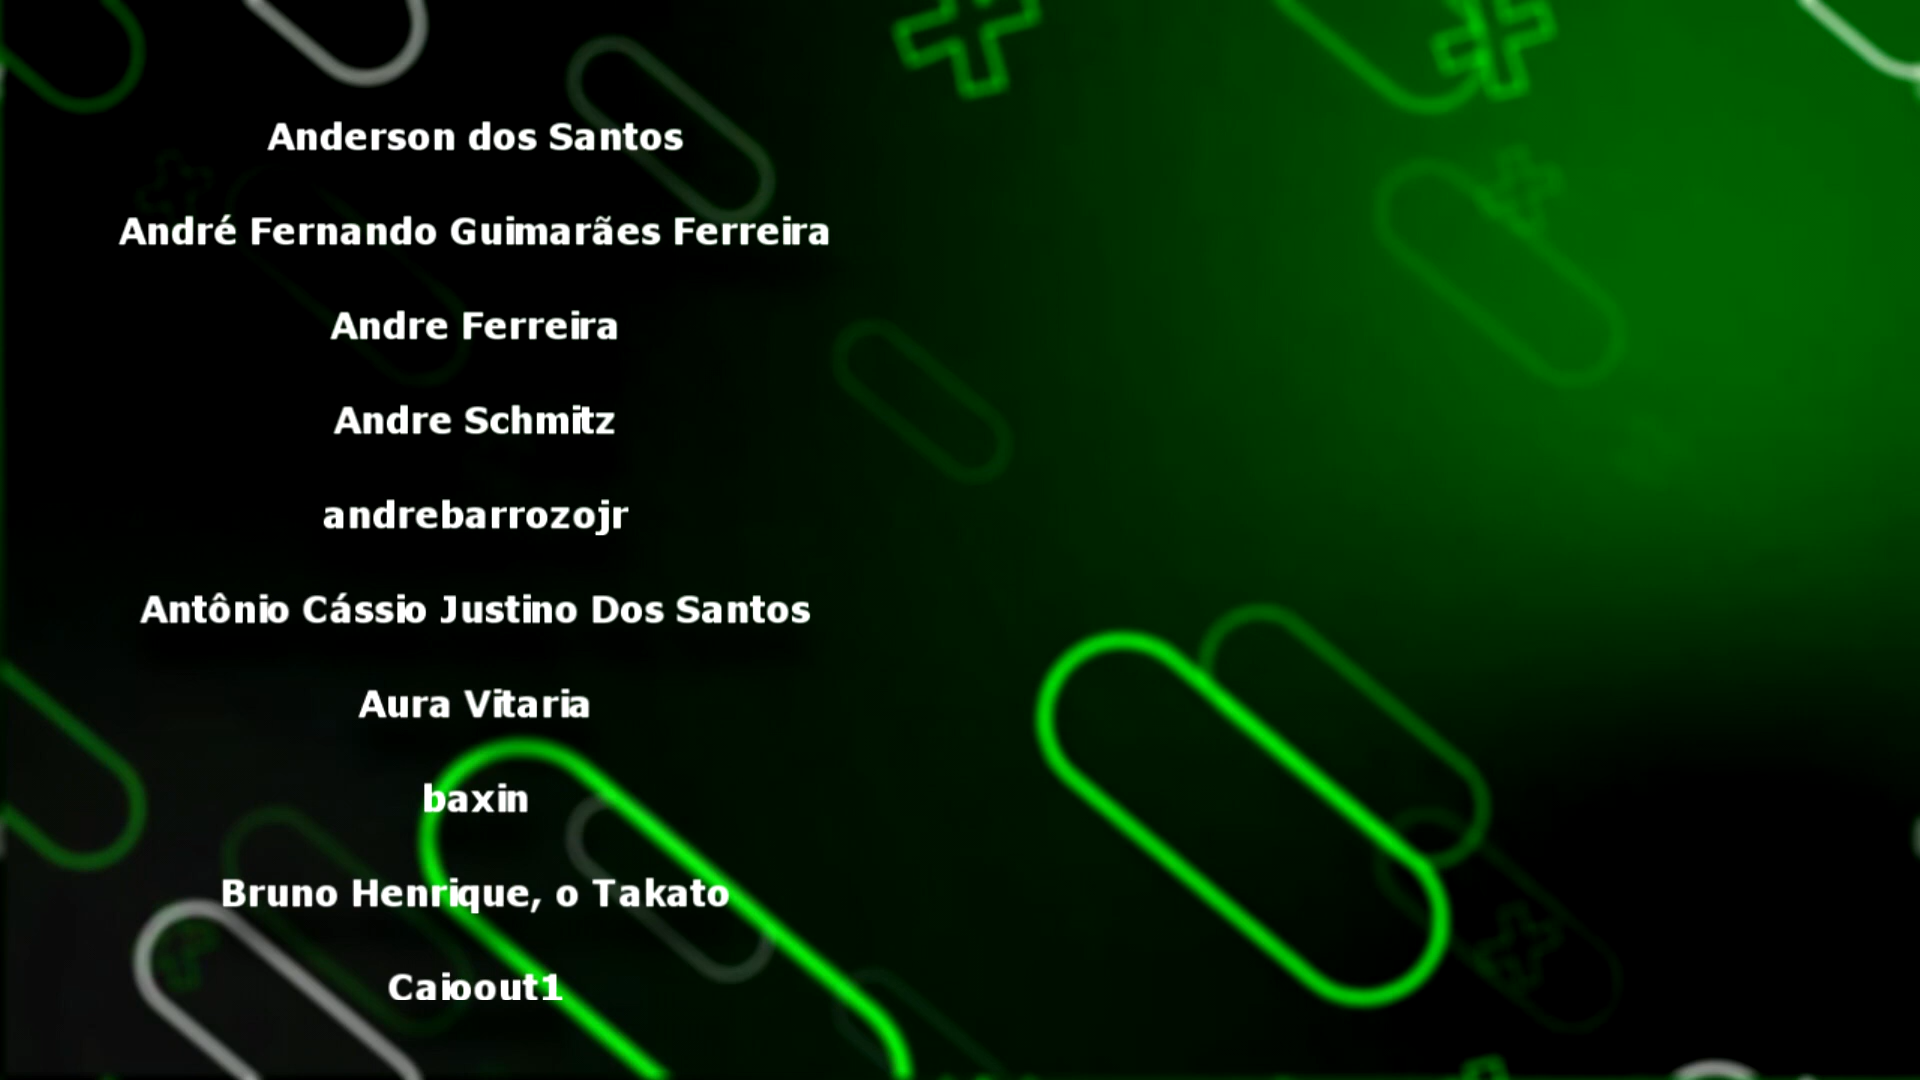 Anderson dos Santos
André Fernando Guimarães Ferreira
Andre Ferreira
Andre Schmitz
andrebarrozojr
Antônio Cássio Justino Dos Santos
Aura Vitaria
baxin
Bruno Henrique, o Takato
Caioout1